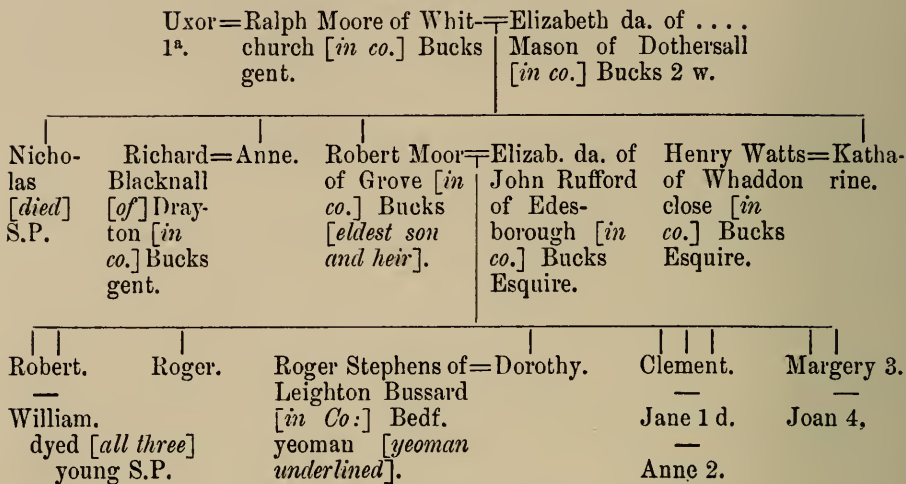 Uxor=Ralph Moore of Whit-=Elizabeth da. of . . . .
1ª. church [in co.] Bucks Mason of Dothersall
gent. [in co.] Bucks 2 w.
Nicho-
las
[died]
S.P.
Richard=Anne.
Blacknall
[of] Dray-
ton [in
co.] Bucks
gent.
Robert Moor=Elizab. da. of
of Grove [in John Rufford
co.] Bucks of Edes-
[eldest son borough [in
and heir]. co.] Bucks
Esquire.
Henry Watts=Katha-
of Whaddon rine.
close [in
co.] Bucks
Esquire.
Robert.
—
William.
dyed [all three]
young S.P.
Roger.
Roger Stephens of=Dorothy.
Leighton Bussard
[in Co:] Bedf.
yeoman [yeoman
underlined].
Clement.
—
Jane 1 d.
—
Anne 2.
Margery 3.
—
Joan 4,